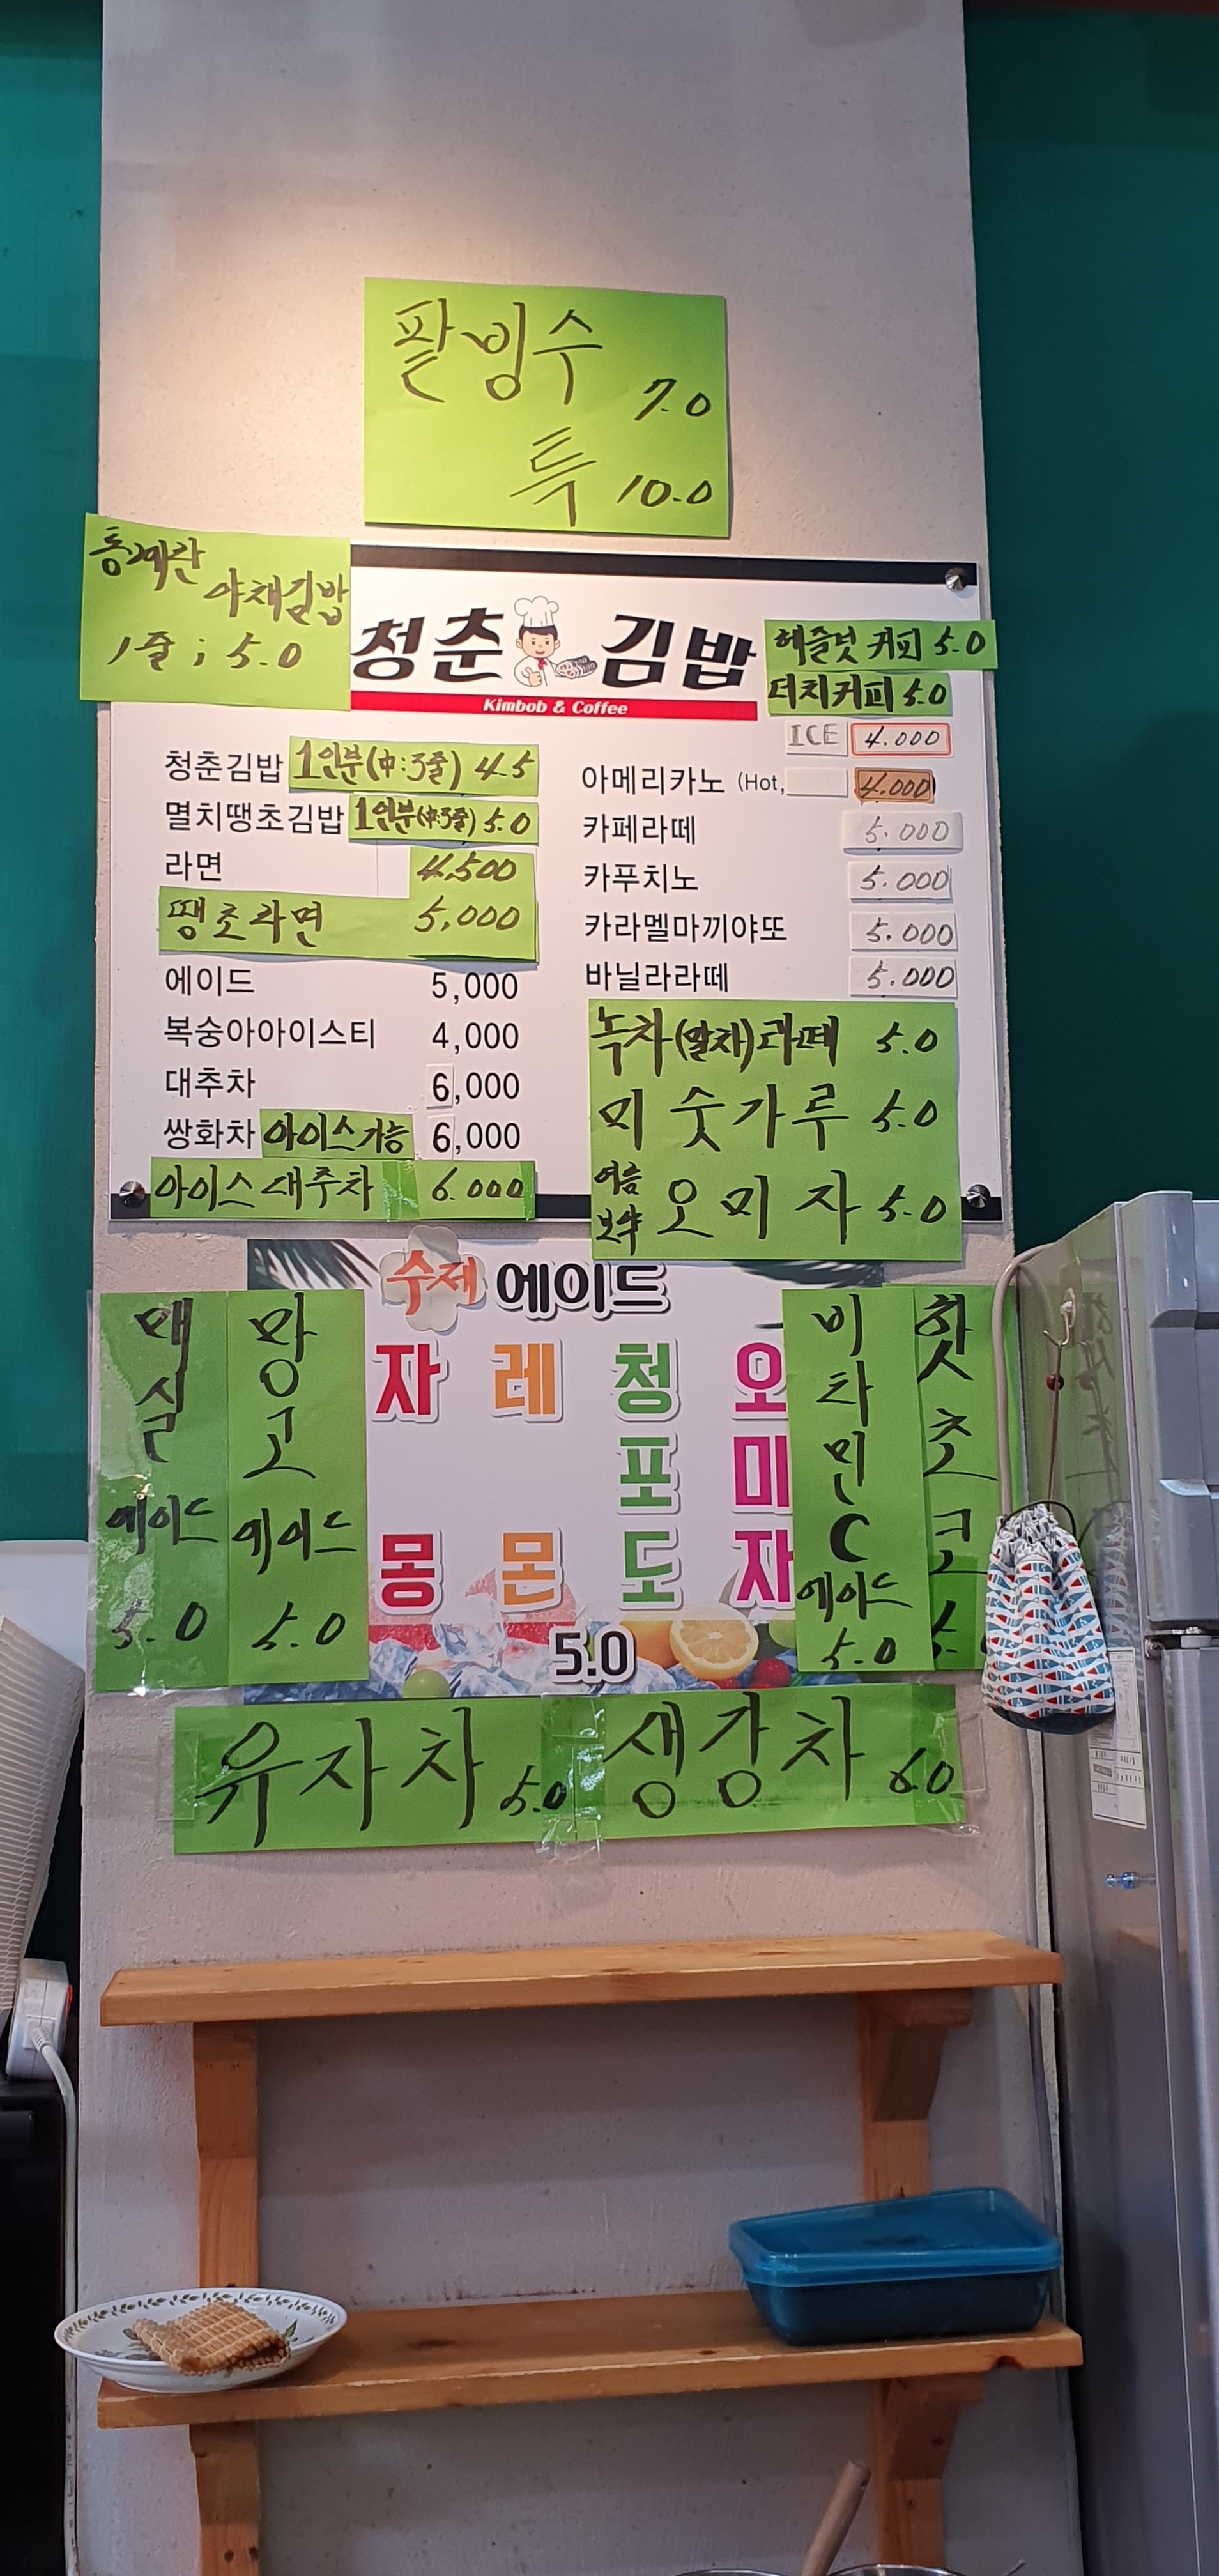 팥빙수 7.0
특 10.0
통계란
야채김밥
1줄; 5.0
청춘 김밥
Kimbob & Coffee
헤즐넛 커피 5.0
더치커피 5.0
청춘김밥 1인분(中:3줄) 4.5
멸치땡초김밥 1인분(中:3줄) 5.0
라면 4,500
땡초라면 5,000
에이드 5,000
복숭아아이스티 4,000
대추차 6,000
쌍화차 아이스가능 6,000
아이스대추차 6.000
ICE 4.000
아메리카노 (Hot, 4.000
카페라떼 5.000
카푸치노 5.000
카라멜마끼야또 5.000
바닐라라떼 5.000
녹차(말차)라떼 5.0
미숫가루 5.0
여름보약 오미자 5.0
수제 에이드
매실 에이드 5.0
망고 에이드 5.0
자몽
레몬
청포도
오미자
5.0
비타민C 에이드 5.0
핫초코
유자차 5.0
생강차 6.0